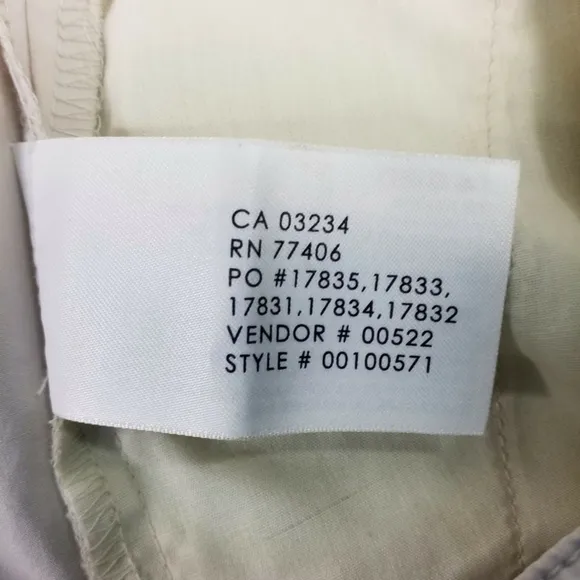 CA 03234
RN 77406
PO #17835,17833,
17831,17834,17832
VENDOR # 00522
STYLE # 00100571